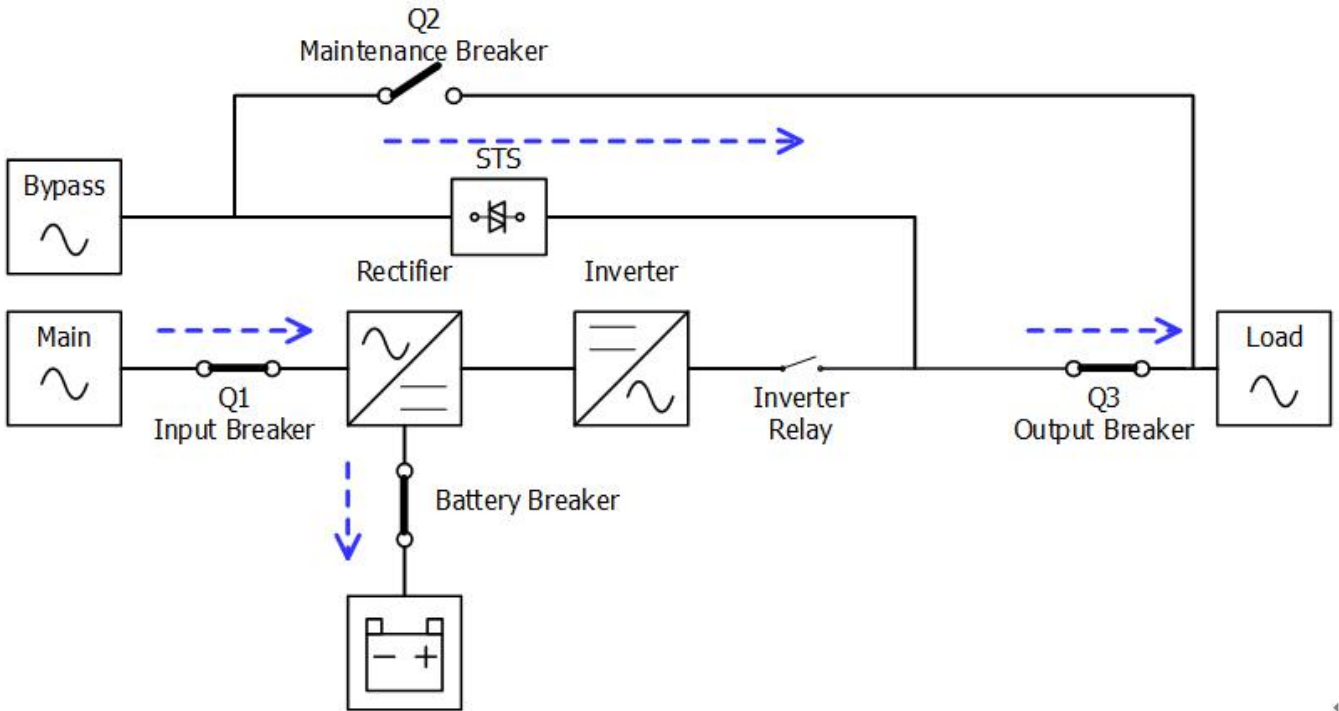 Q2
Maintenance Breaker
STS
Bypass
Rectifier
Inverter
Main
Load
Q1
Input Breaker
Inverter
Relay
Q3
Output Breaker
Battery Breaker